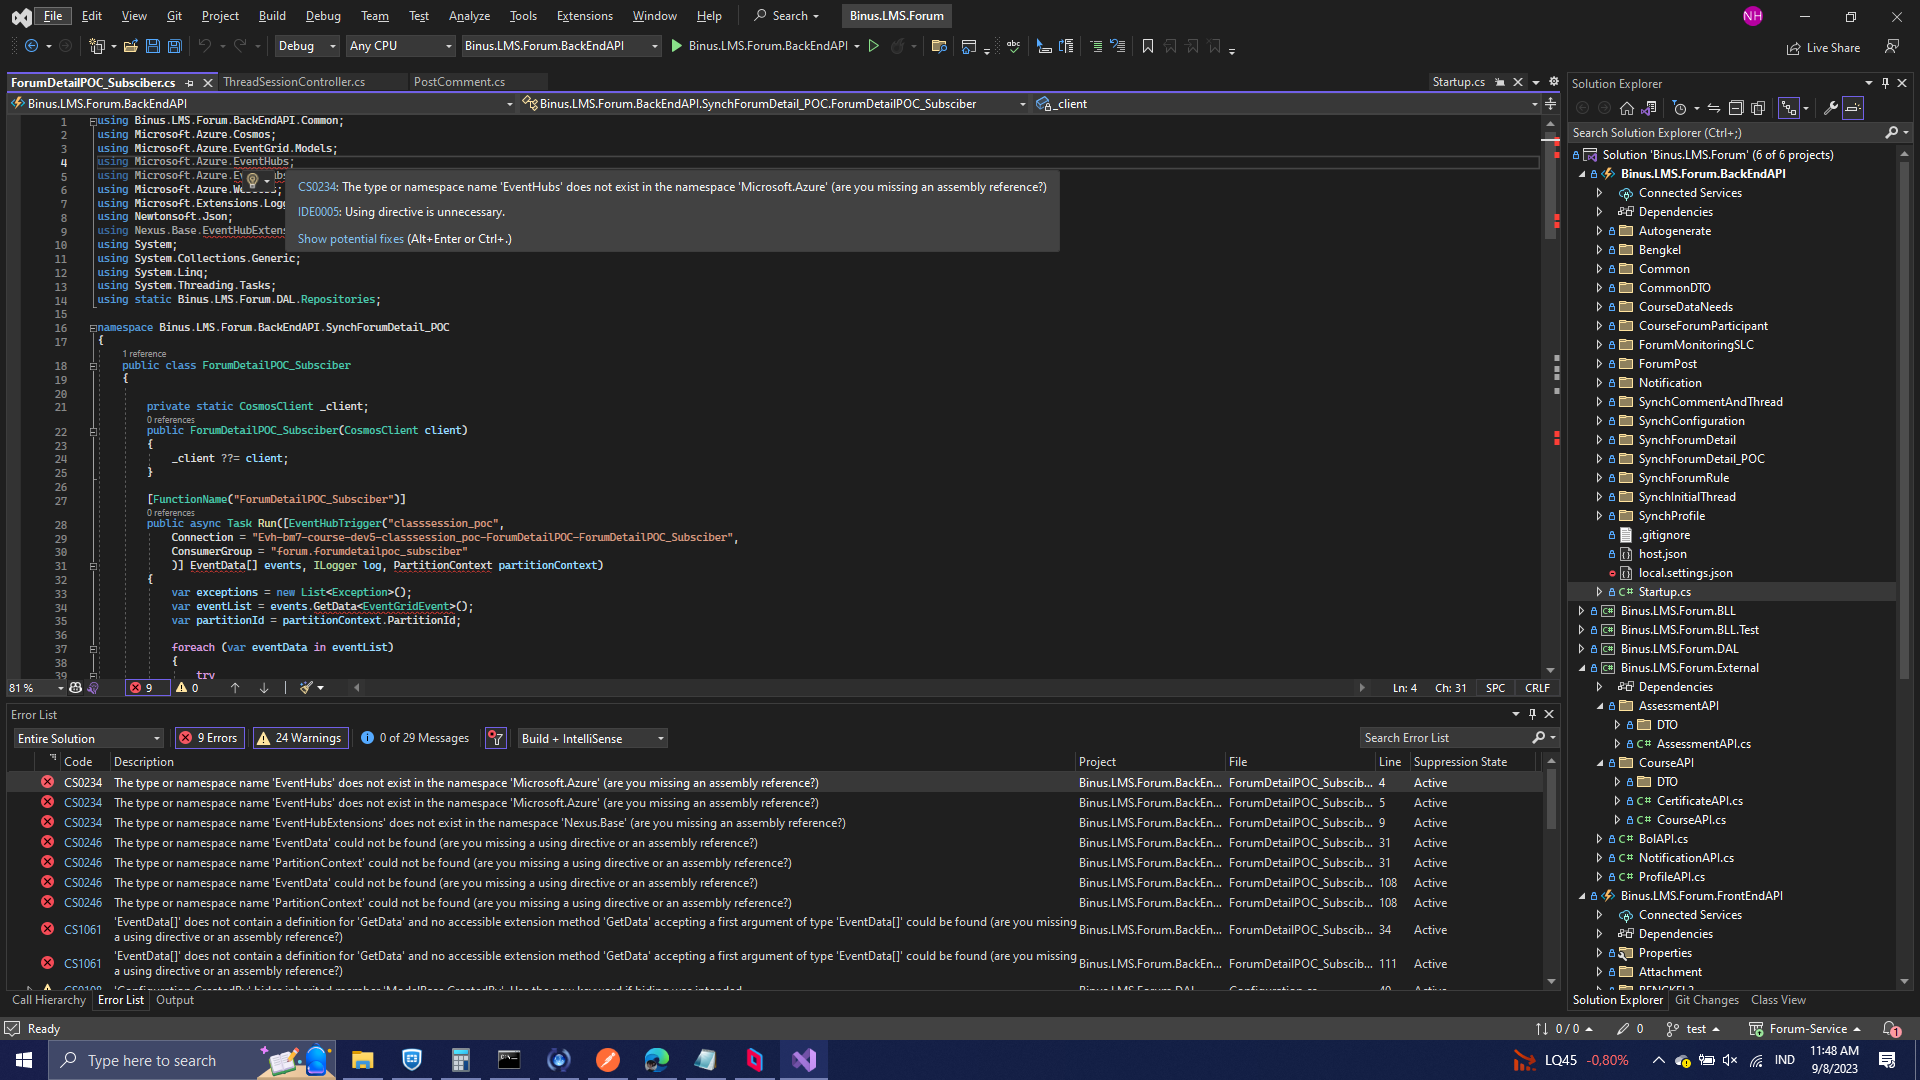 File Edit View Git Project Build Debug Team Test Analyze Tools Extensions Window Help Search Binus.LMS.Forum NH
Debug Any CPU Binus.LMS.Forum.BackEndAPI Binus.LMS.Forum.BackEndAPI Live Share
ForumDetailPOC_Subsciber.cs ThreadSessionController.cs PostComment.cs Startup.cs
Binus.LMS.Forum.BackEndAPI Binus.LMS.Forum.BackEndAPI.SynchForumDetail_POC.ForumDetailPOC_Subsciber _client
1 using Binus.LMS.Forum.BackEndAPI.Common;
2 using Microsoft.Azure.Cosmos;
3 using Microsoft.Azure.EventGrid.Models;
4 using Microsoft.Azure.EventHubs;
5 using Microsoft.Azure.Ev
6 using Microsoft.Azure.We
7 using Microsoft.Extensions.Logg
8 using Newtonsoft.Json;
9 using Nexus.Base.EventHubExtens
CS0234: The type or namespace name 'EventHubs' does not exist in the namespace 'Microsoft.Azure' (are you missing an assembly reference?)
IDE0005: Using directive is unnecessary.
Show potential fixes (Alt+Enter or Ctrl+.)
10 using System;
11 using System.Collections.Generic;
12 using System.Linq;
13 using System.Threading.Tasks;
14 using static Binus.LMS.Forum.DAL.Repositories;
15
16 namespace Binus.LMS.Forum.BackEndAPI.SynchForumDetail_POC
17 {
1 reference
18 public class ForumDetailPOC_Subsciber
19 {
20
21 private static CosmosClient _client;
0 references
22 public ForumDetailPOC_Subsciber(CosmosClient client)
23 {
24 _client ??= client;
25 }
26
27 [FunctionName("ForumDetailPOC_Subsciber")]
0 references
28 public async Task Run([EventHubTrigger("classsession_poc",
29 Connection = "Evh-bm7-course-dev5-classsession_poc-ForumDetailPOC-ForumDetailPOC_Subsciber",
30 ConsumerGroup = "forum.forumdetailpoc_subsciber"
31 )] EventData[] events, ILogger log, PartitionContext partitionContext)
32 {
33 var exceptions = new List<Exception>();
34 var eventList = events.GetData<EventGridEvent>();
35 var partitionId = partitionContext.PartitionId;
36
37 foreach (var eventData in eventList)
38 {
39 try
81 % 9 0 Ln: 4 Ch: 31 SPC CRLF
Error List
Entire Solution 9 Errors 24 Warnings 0 of 29 Messages Build + IntelliSense Search Error List
Code Description Project File Line Suppression State
CS0234 The type or namespace name 'EventHubs' does not exist in the namespace 'Microsoft.Azure' (are you missing an assembly reference?) Binus.LMS.Forum.BackEn... ForumDetailPOC_Subscib... 4 Active
CS0234 The type or namespace name 'EventHubs' does not exist in the namespace 'Microsoft.Azure' (are you missing an assembly reference?) Binus.LMS.Forum.BackEn... ForumDetailPOC_Subscib... 5 Active
CS0234 The type or namespace name 'EventHubExtensions' does not exist in the namespace 'Nexus.Base' (are you missing an assembly reference?) Binus.LMS.Forum.BackEn... ForumDetailPOC_Subscib... 9 Active
CS0246 The type or namespace name 'EventData' could not be found (are you missing a using directive or an assembly reference?) Binus.LMS.Forum.BackEn... ForumDetailPOC_Subscib... 31 Active
CS0246 The type or namespace name 'PartitionContext' could not be found (are you missing a using directive or an assembly reference?) Binus.LMS.Forum.BackEn... ForumDetailPOC_Subscib... 31 Active
CS0246 The type or namespace name 'EventData' could not be found (are you missing a using directive or an assembly reference?) Binus.LMS.Forum.BackEn... ForumDetailPOC_Subscib... 108 Active
CS0246 The type or namespace name 'PartitionContext' could not be found (are you missing a using directive or an assembly reference?) Binus.LMS.Forum.BackEn... ForumDetailPOC_Subscib... 108 Active
CS1061 'EventData[]' does not contain a definition for 'GetData' and no accessible extension method 'GetData' accepting a first argument of type 'EventData[]' could be found (are you missing
a using directive or an assembly reference?) Binus.LMS.Forum.BackEn... ForumDetailPOC_Subscib... 34 Active
CS1061 'EventData[]' does not contain a definition for 'GetData' and no accessible extension method 'GetData' accepting a first argument of type 'EventData[]' could be found (are you missing
a using directive or an assembly reference?) Binus.LMS.Forum.BackEn... ForumDetailPOC_Subscib... 111 Active
Call Hierarchy Error List Output
Solution Explorer
Search Solution Explorer (Ctrl+;)
Solution 'Binus.LMS.Forum' (6 of 6 projects)
Binus.LMS.Forum.BackEndAPI
Connected Services
Dependencies
Autogenerate
Bengkel
Common
CommonDTO
CourseDataNeeds
CourseForumParticipant
ForumMonitoringSLC
ForumPost
Notification
SynchCommentAndThread
SynchConfiguration
SynchForumDetail
SynchForumDetail_POC
SynchForumRule
SynchInitialThread
SynchProfile
.gitignore
host.json
local.settings.json
C# Startup.cs
Binus.LMS.Forum.BLL
Binus.LMS.Forum.BLL.Test
Binus.LMS.Forum.DAL
Binus.LMS.Forum.External
Dependencies
AssessmentAPI
DTO
C# AssessmentAPI.cs
CourseAPI
DTO
C# CertificateAPI.cs
C# CourseAPI.cs
C# BolAPI.cs
C# NotificationAPI.cs
C# ProfileAPI.cs
Binus.LMS.Forum.FrontEndAPI
Connected Services
Dependencies
Properties
Attachment
Solution Explorer Git Changes Class View
Ready 0 / 0 0 test Forum-Service 1
Type here to search LQ45 -0,80% IND 11:48 AM
9/8/2023